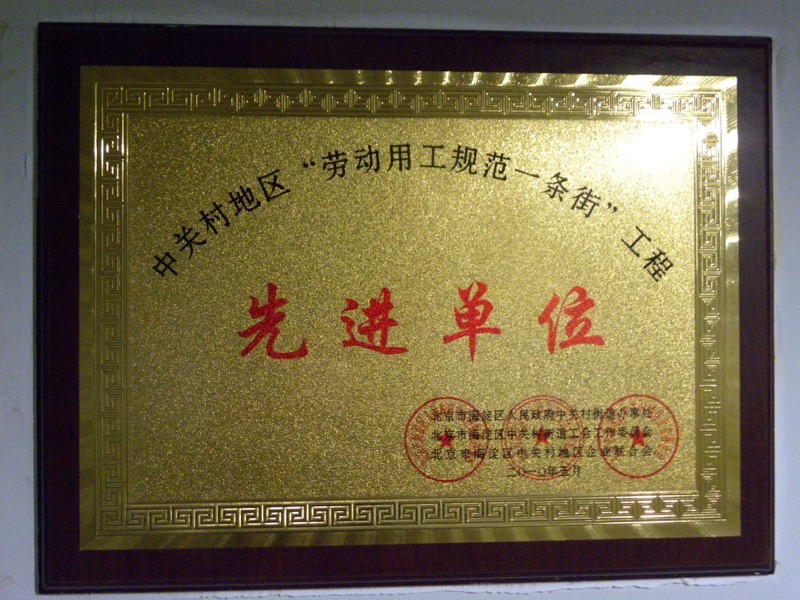 中关村地区“劳动用工规范一条街”工程
先进单位
北京市海淀区人民政府中关村街道办事处
北京市海淀区中关村街道工会工作委员会
北京市海淀区中关村地区企业联合会
二〇一〇年五月